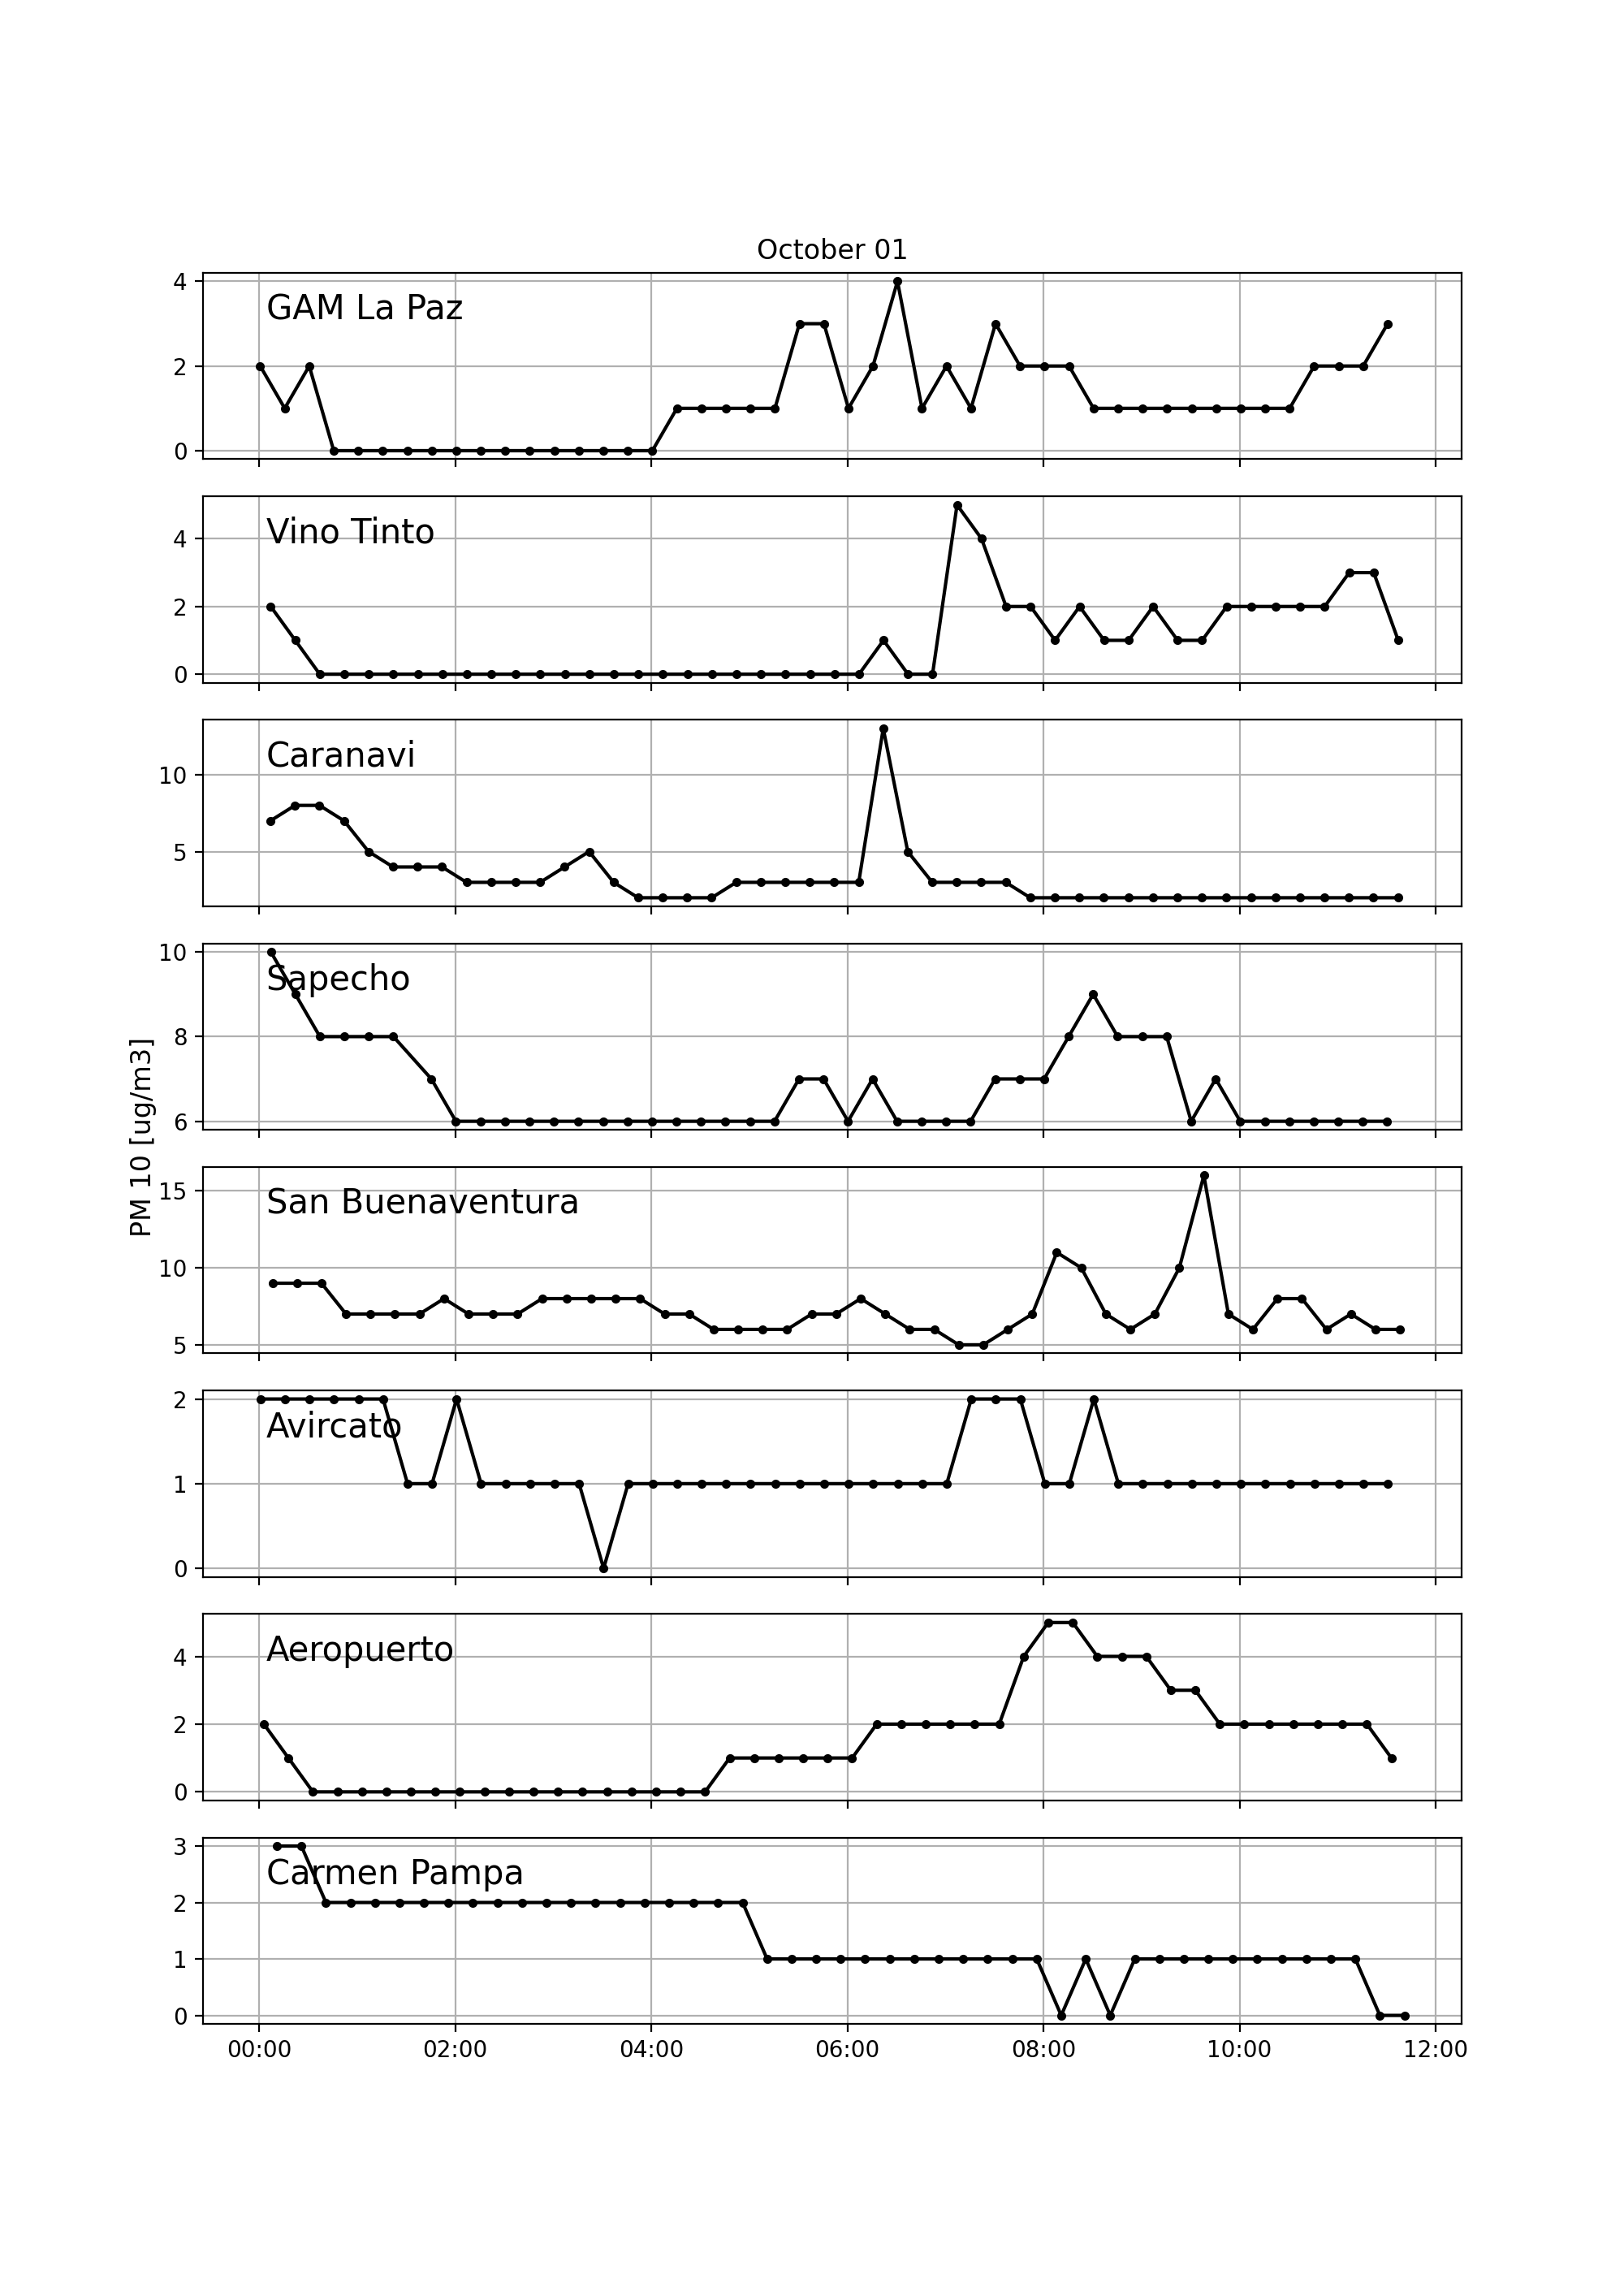 October 01
4
GAM La Paz
2
0
Vino Tinto
4
2
0
Caranavi
10
5
10
Sapecho
8
6
PM 10 [ug/m3]
15
San Buenaventura
10
5
2
Avircato
1
0
Aeropuerto
4
2
0
3
Carmen Pampa
2
1
0
00:00 02:00 04:00 06:00 08:00 10:00 12:00